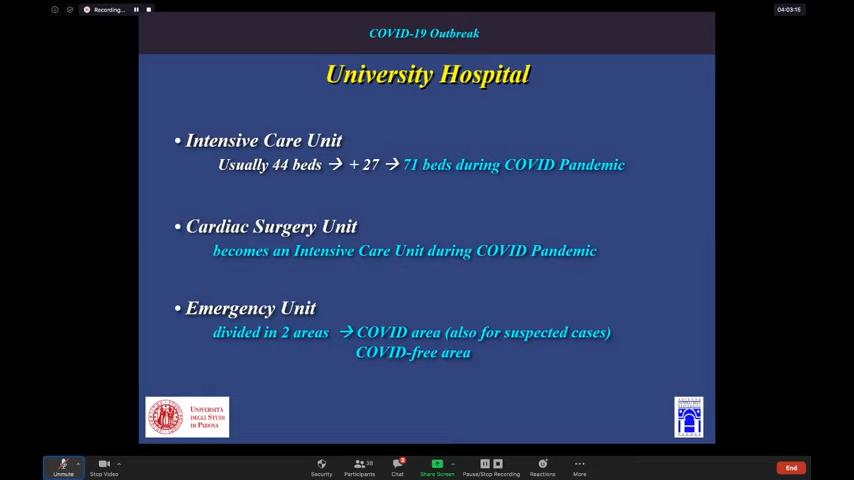 Recording...
04:03:15
COVID-19 Outbreak
University Hospital
• Intensive Care Unit
Usually 44 beds → + 27 → 71 beds during COVID Pandemic
• Cardiac Surgery Unit
becomes an Intensive Care Unit during COVID Pandemic
• Emergency Unit
divided in 2 areas → COVID area (also for suspected cases)
COVID-free area
UNIVERSITÀ
DEGLI STUDI
DI PADOVA
Unmute
Stop Video
Security
Participants
38
Chat
3
Share Screen
Pause/Stop Recording
Reactions
More
End